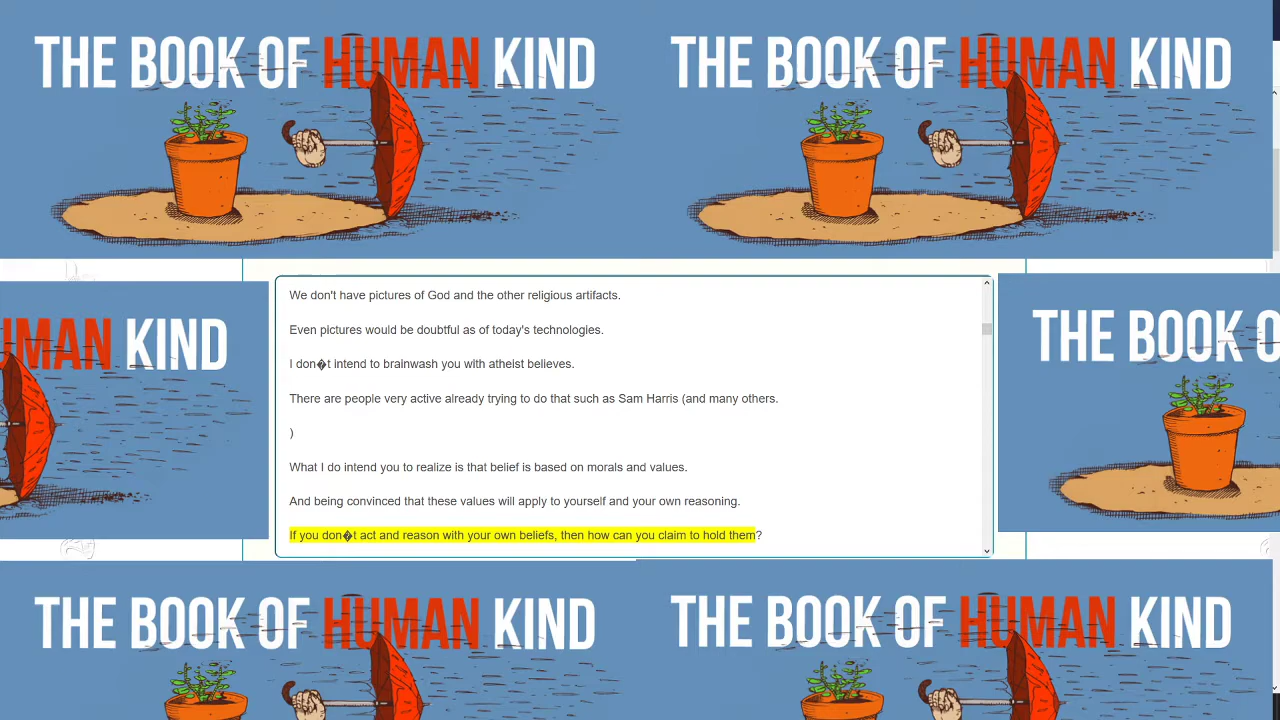 THE BOOK OF HUMAN KIND
THE BOOK OF HUMAN KIND
We don't have pictures of God and the other religious artifacts.
Even pictures would be doubtful as of today's technologies.
I don�t intend to brainwash you with atheist believes.
There are people very active already trying to do that such as Sam Harris (and many others.
)
What I do intend you to realize is that belief is based on morals and values.
And being convinced that these values will apply to yourself and your own reasoning.
If you don�t act and reason with your own beliefs, then how can you claim to hold them?
UMAN KIND
THE BOOK O
THE BOOK OF HUMAN KIND
THE BOOK OF HUMAN KIND